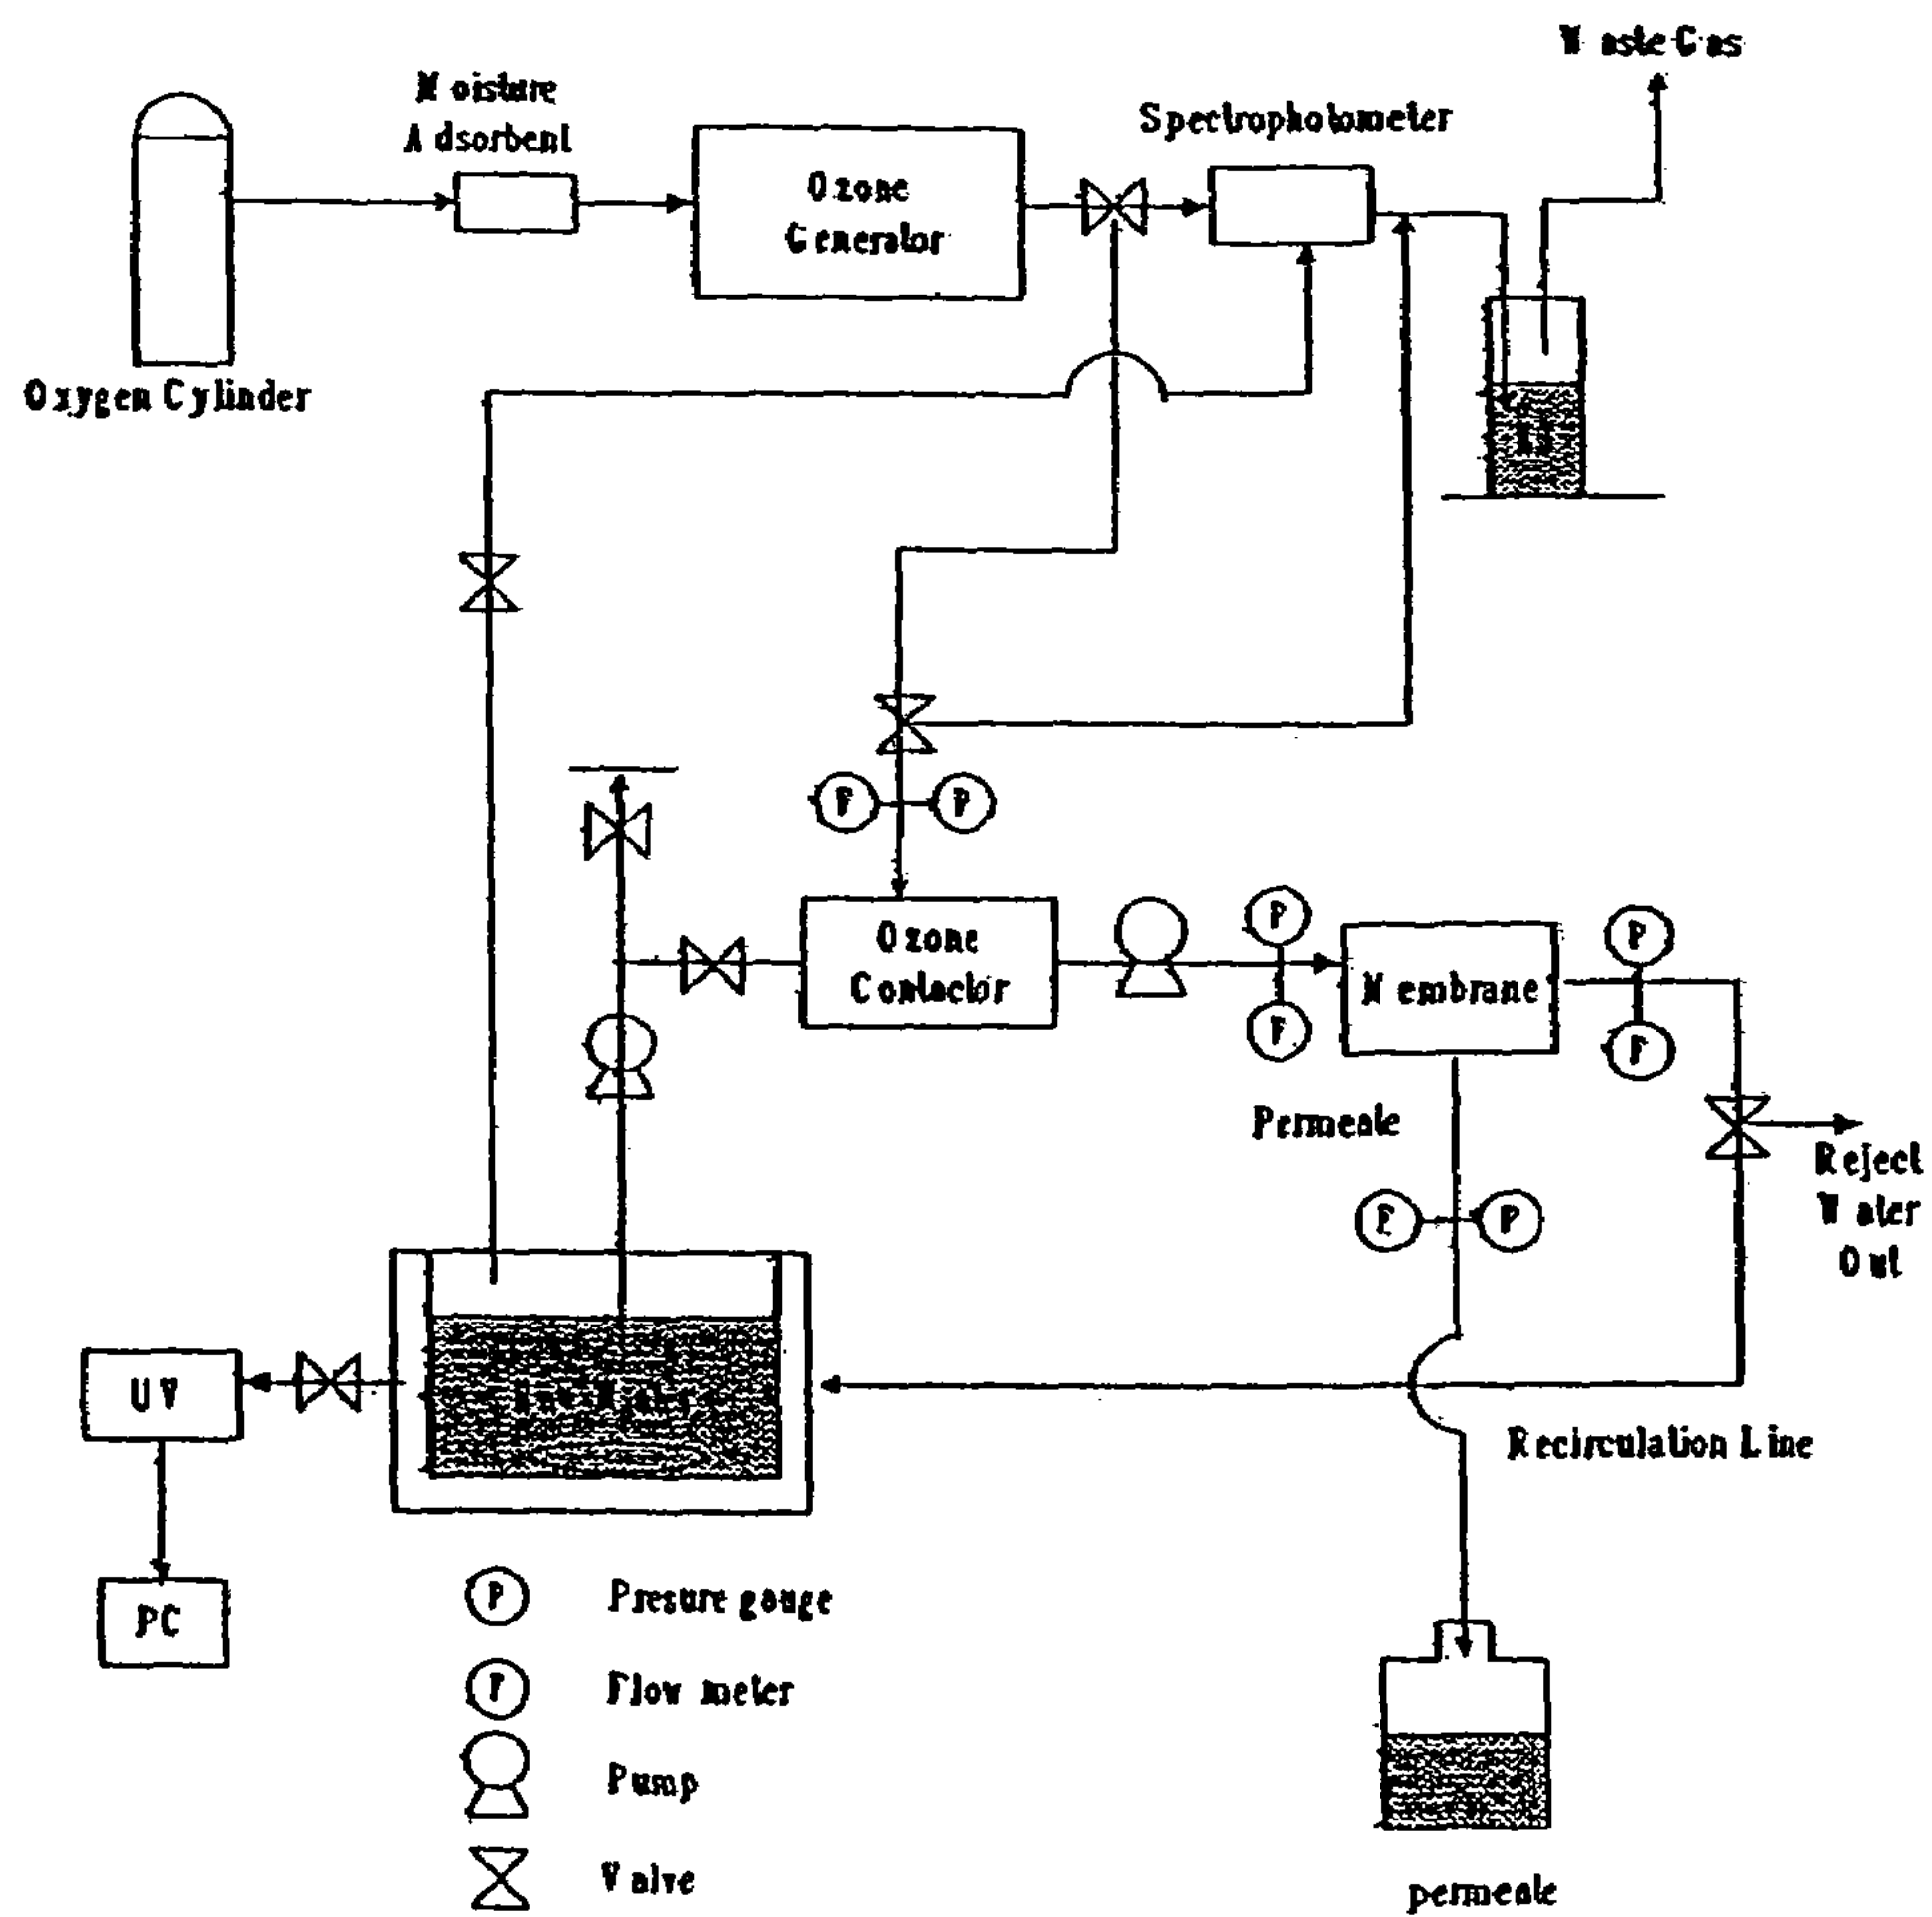 Waste Gas
Moisture
Adsorbent
Spectrophotometer
Ozone
Generator
Oxygen Cylinder
F
P
Ozone
Contactor
P
F
Membrane
P
F
Permeate
F
P
Reject
Water
Out
UV
Recirculation Line
PC
P
Presure gauge
F
Flow meter
Pump
Valve
permeate